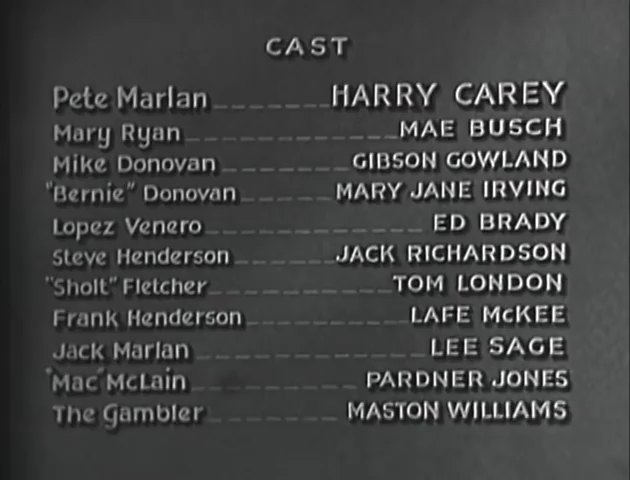 CAST
Pete Marlan HARRY CAREY
Mary Ryan MAE BUSCH
Mike Donovan GIBSON GOWLAND
"Bernie" Donovan MARY JANE IRVING
Lopez Venero ED BRADY
Steve Henderson JACK RICHARDSON
"Sholt" Fletcher TOM LONDON
Frank Henderson LAFE McKEE
Jack Marlan LEE SAGE
"Mac" McLain PARDNER JONES
The Gambler MASTON WILLIAMS